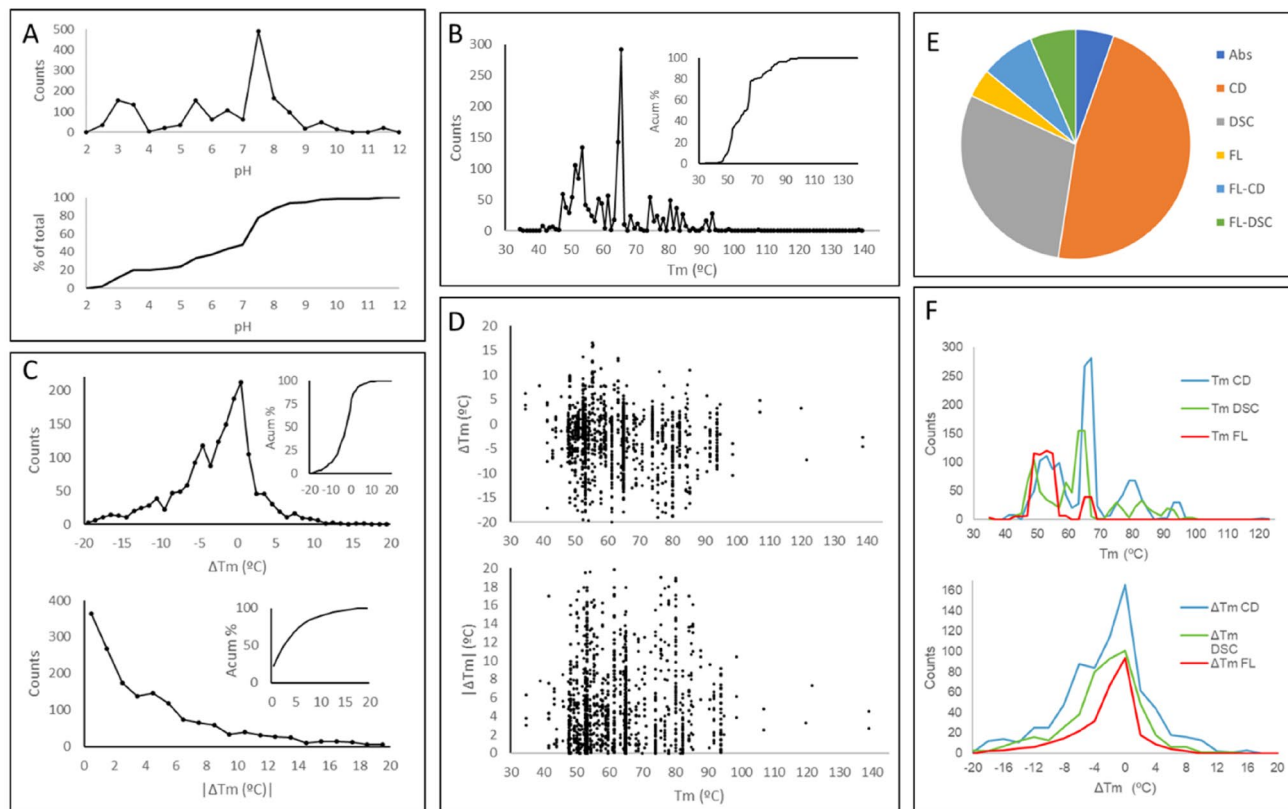 A
500
400
300
200
100
0
Counts
2 3 4 5 6 7 8 9 10 11 12
pH
100
80
60
40
20
0
% of total
2 3 4 5 6 7 8 9 10 11 12
pH
B
300
250
200
150
100
50
0
Counts
30 40 50 60 70 80 90 100 110 120 130 140
Tm (ºC)
100
80
60
40
20
0
Acum %
30 50 70 90 110 130
E
Abs
CD
DSC
FL
FL-CD
FL-DSC
C
200
150
100
50
0
Counts
-20 -15 -10 -5 0 5 10 15 20
ΔTm (ºC)
100
75
50
25
0
Acum %
-20 -10 0 10 20
400
300
200
100
0
Counts
0 2 4 6 8 10 12 14 16 18 20
|ΔTm (ºC)|
100
50
0
Acum %
0 5 10 15 20
D
20
15
10
5
0
-5
-10
-15
-20
ΔTm (ºC)
30 40 50 60 70 80 90 100 110 120 130 140
20
18
16
14
12
10
8
6
4
2
0
|ΔTm| (ºC)
30 40 50 60 70 80 90 100 110 120 130 140
Tm (ºC)
F
300
250
200
150
100
50
0
Counts
30 40 50 60 70 80 90 100 110 120
Tm (ºC)
Tm CD
Tm DSC
Tm FL
160
140
120
100
80
60
40
20
0
Counts
-20 -16 -12 -8 -4 0 4 8 12 16 20
ΔTm (ºC)
ΔTm CD
ΔTm
DSC
ΔTm FL